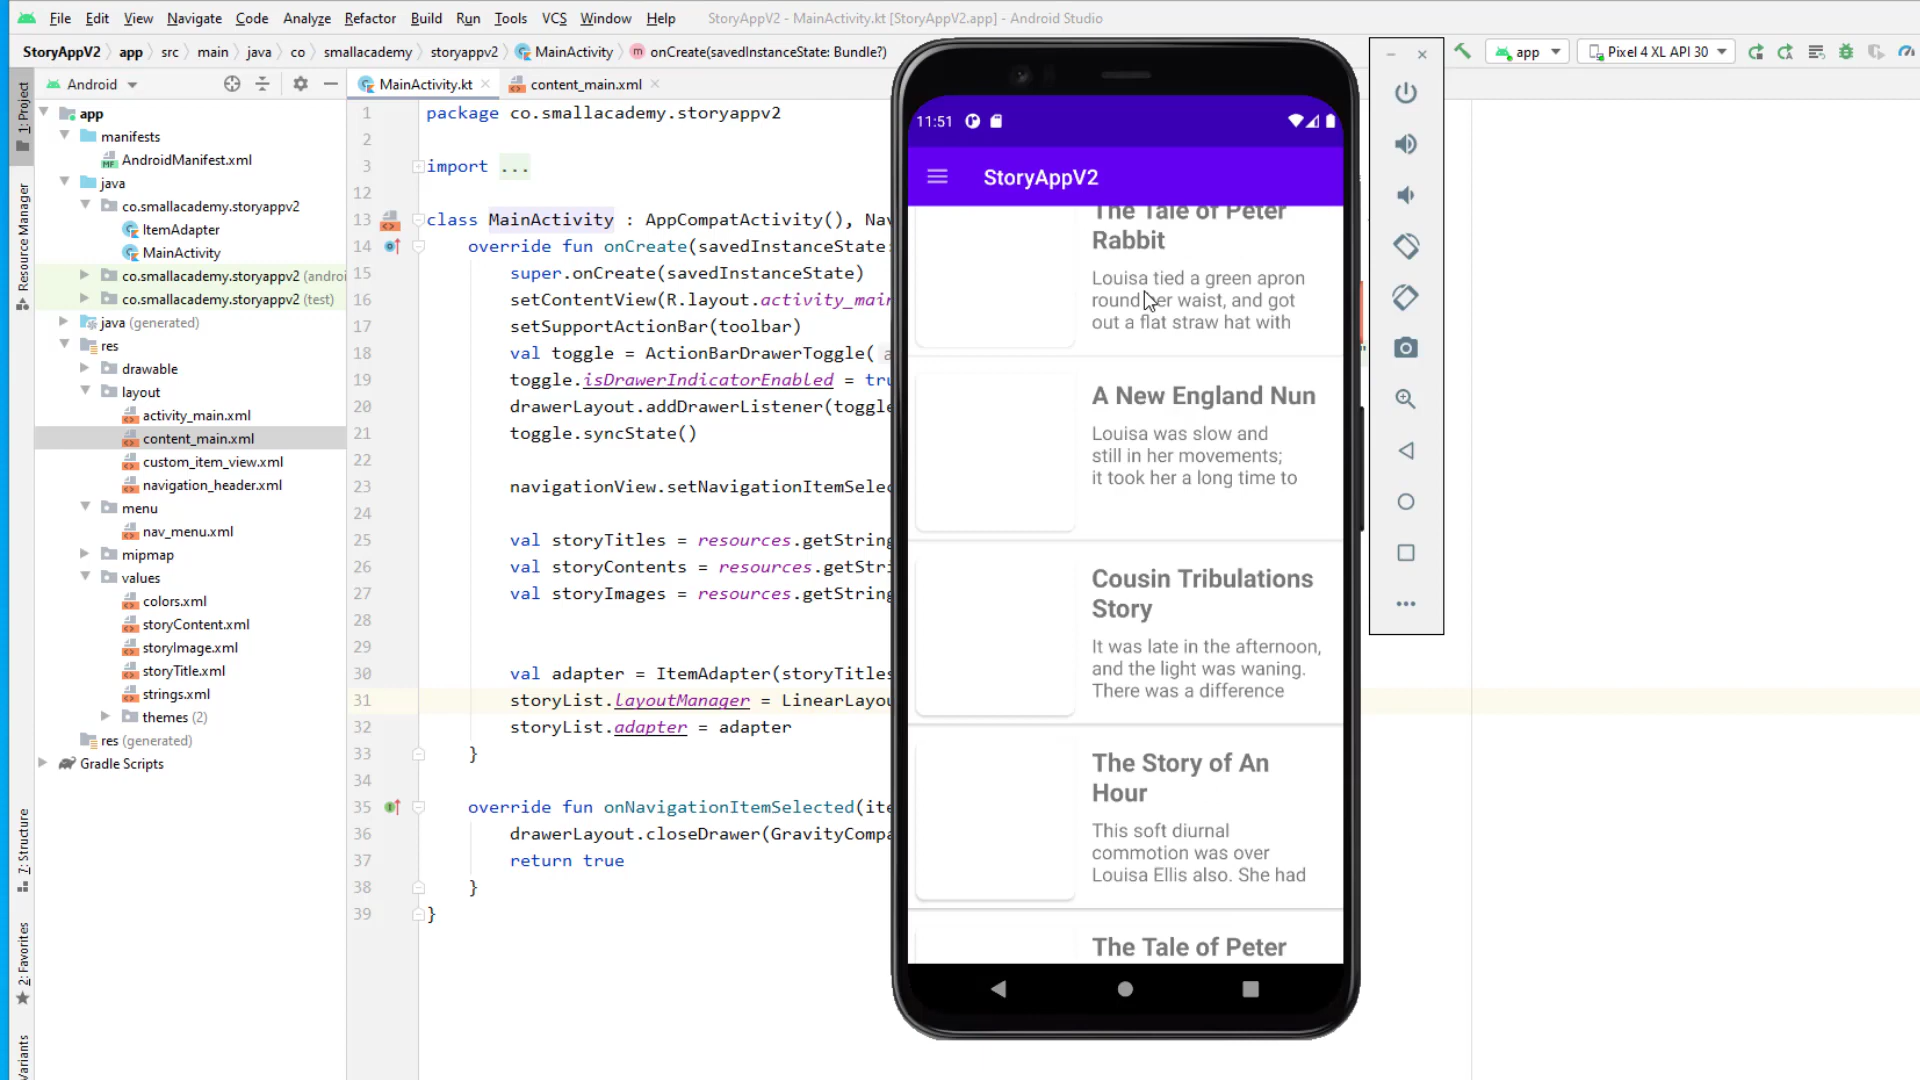 File Edit View Navigate Code Analyze Refactor Build Run Tools VCS Window Help StoryAppV2 - MainActivity.kt [StoryAppV2.app] - Android Studio
StoryAppV2 app src main java co smallacademy storyappv2 MainActivity onCreate(savedInstanceState: Bundle?)
app Pixel 4 XL API 30
Android
MainActivity.kt content_main.xml
1: Project
Resource Manager
7: Structure
2: Favorites
Variants
app
manifests
AndroidManifest.xml
java
co.smallacademy.storyappv2
ItemAdapter
MainActivity
co.smallacademy.storyappv2 (androi
co.smallacademy.storyappv2 (test)
java (generated)
res
drawable
layout
activity_main.xml
content_main.xml
custom_item_view.xml
navigation_header.xml
menu
nav_menu.xml
mipmap
values
colors.xml
storyContent.xml
storyImage.xml
storyTitle.xml
strings.xml
themes (2)
res (generated)
Gradle Scripts
1 package co.smallacademy.storyappv2
2
3 import ...
12
13 class MainActivity : AppCompatActivity(), Nav
14 override fun onCreate(savedInstanceState:
15 super.onCreate(savedInstanceState)
16 setContentView(R.layout.activity_main
17 setSupportActionBar(toolbar)
18 val toggle = ActionBarDrawerToggle( a
19 toggle.isDrawerIndicatorEnabled = tru
20 drawerLayout.addDrawerListener(toggle
21 toggle.syncState()
22
23 navigationView.setNavigationItemSelec
24
25 val storyTitles = resources.getString
26 val storyContents = resources.getStri
27 val storyImages = resources.getString
28
29
30 val adapter = ItemAdapter(storyTitles
31 storyList.layoutManager = LinearLayou
32 storyList.adapter = adapter
33 }
34
35 override fun onNavigationItemSelected(ite
36 drawerLayout.closeDrawer(GravityCompa
37 return true
38 }
39 }
11:51
StoryAppV2
The Tale of Peter
Rabbit
Louisa tied a green apron
round her waist, and got
out a flat straw hat with
A New England Nun
Louisa was slow and
still in her movements;
it took her a long time to
Cousin Tribulations
Story
It was late in the afternoon,
and the light was waning.
There was a difference
The Story of An
Hour
This soft diurnal
commotion was over
Louisa Ellis also. She had
The Tale of Peter